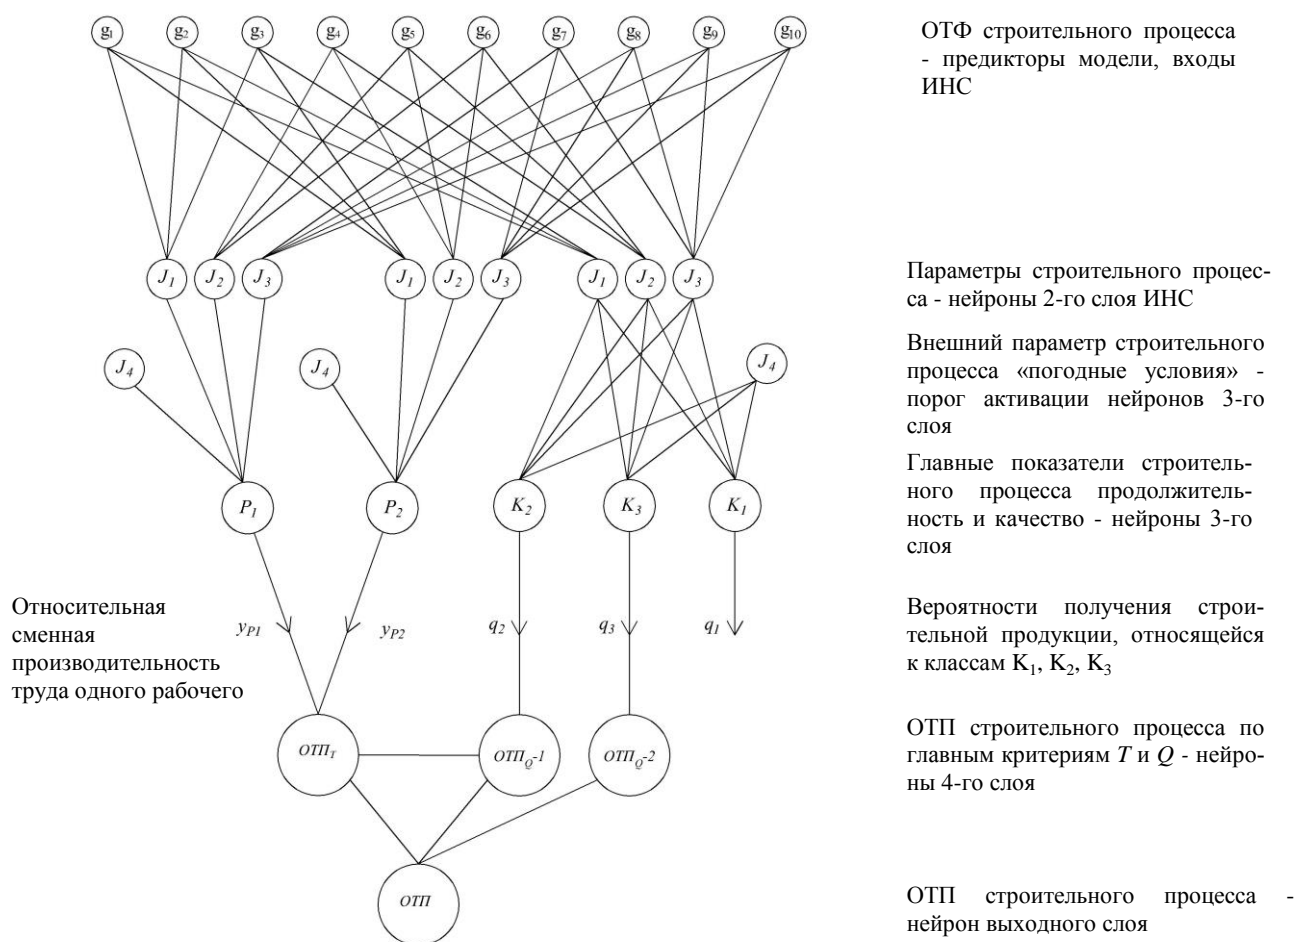 g1 g2 g3 g4 g5 g6 g7 g8 g9 g10
ОТФ строительного процесса
- предикторы модели, входы
ИНС
J1 J2 J3 J1 J2 J3 J1 J2 J3
Параметры строительного процес-
са - нейроны 2-го слоя ИНС
J4 J4 J4
Внешний параметр строительного
процесса «погодные условия» -
порог активации нейронов 3-го
слоя
P1 P2 K2 K3 K1
Главные показатели строитель-
ного процесса продолжитель-
ность и качество - нейроны 3-го
слоя
Относительная
сменная
производительность
труда одного рабочего
yP1 yP2 q2 q3 q1
Вероятности получения строи-
тельной продукции, относящейся
к классам K1, K2, K3
ОТПT ОТПQ-1 ОТПQ-2
ОТП строительного процесса по
главным критериям T и Q - нейро-
ны 4-го слоя
ОТП
ОТП строительного процесса -
нейрон выходного слоя